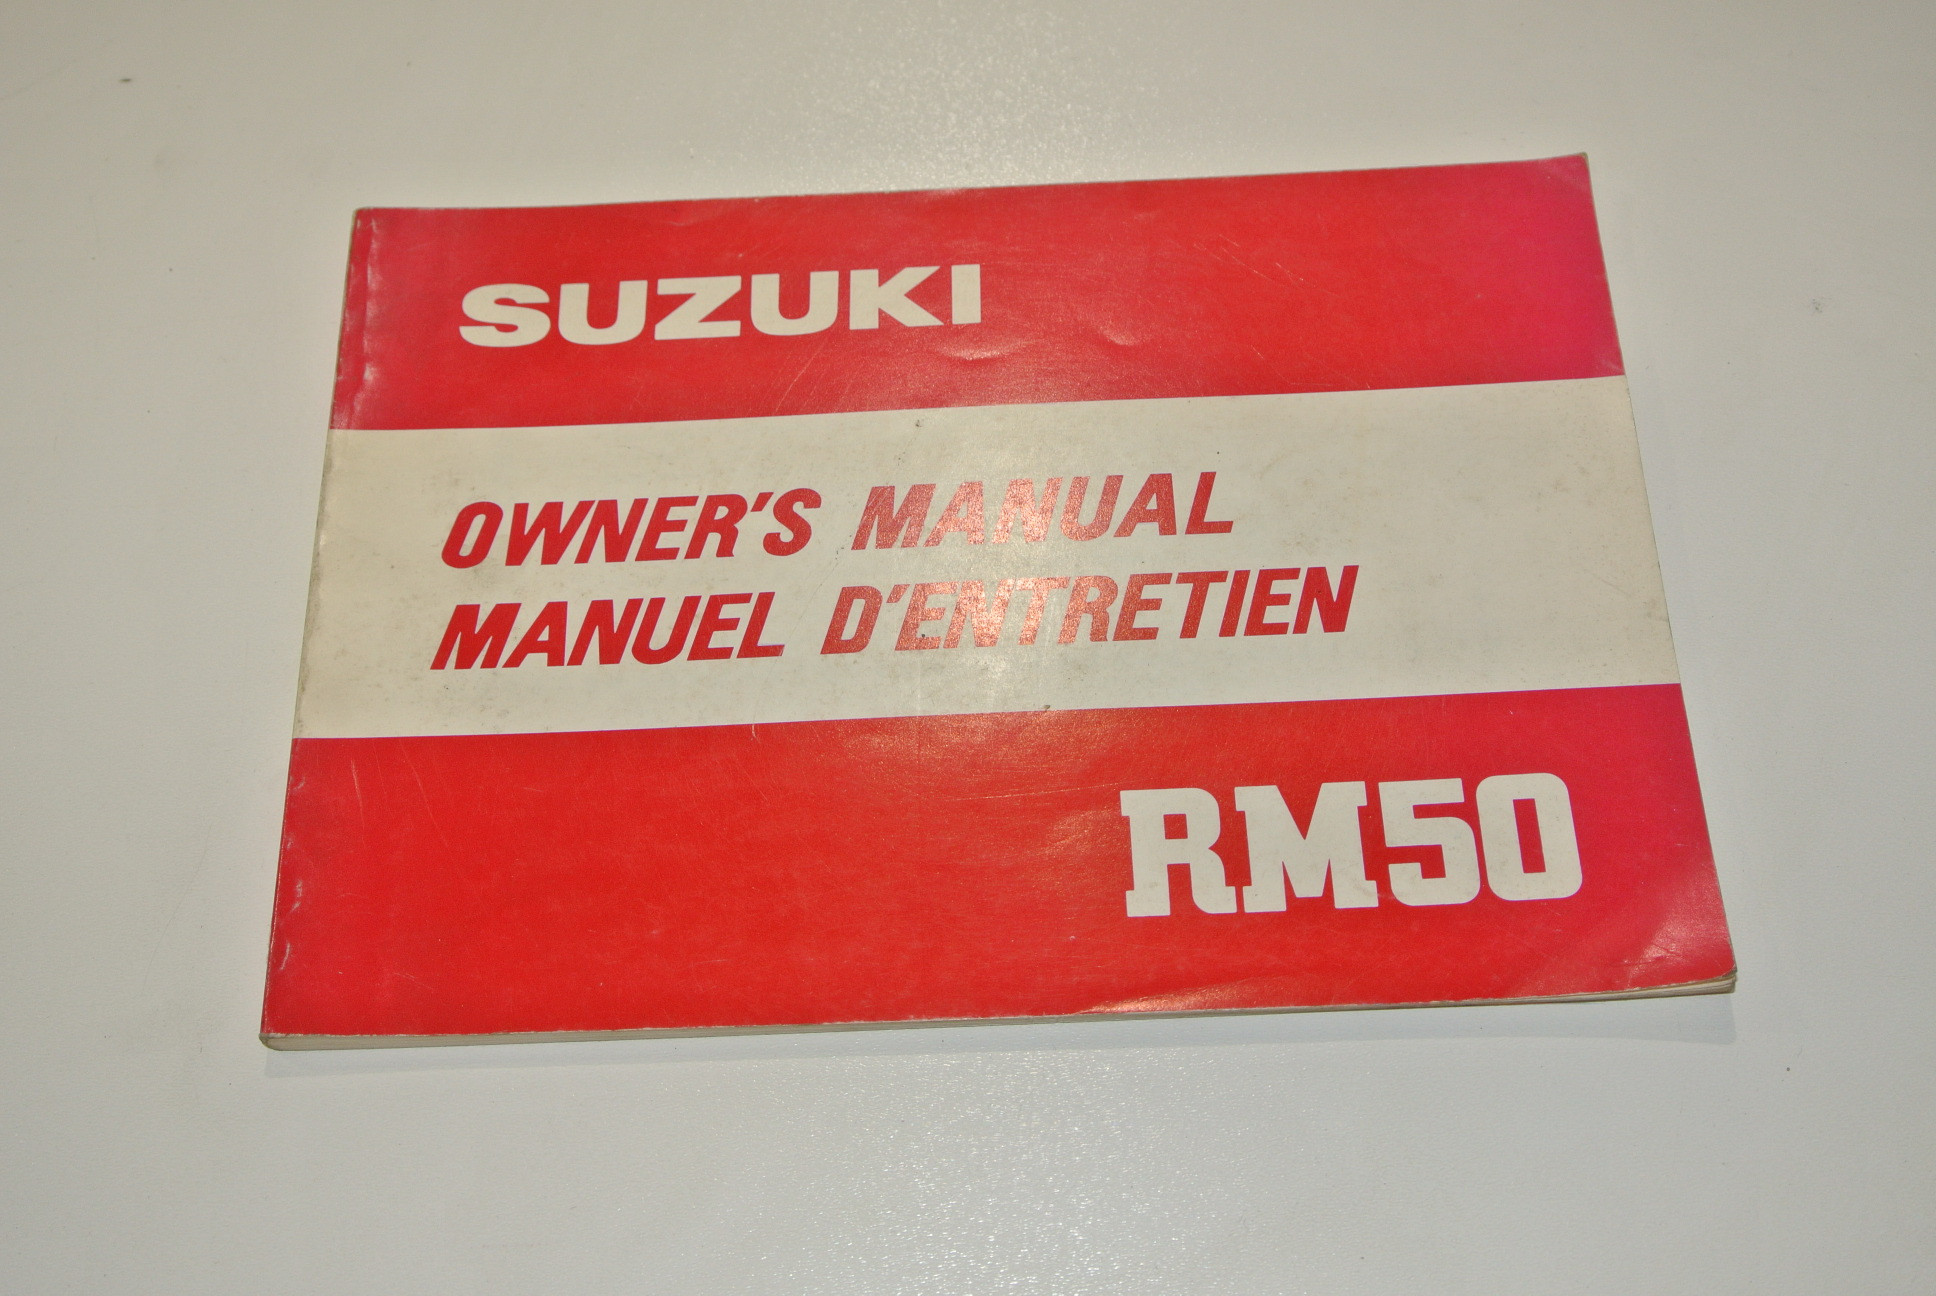 SUZUKI
OWNER'S MANUAL
MANUEL D'ENTRETIEN
RM50